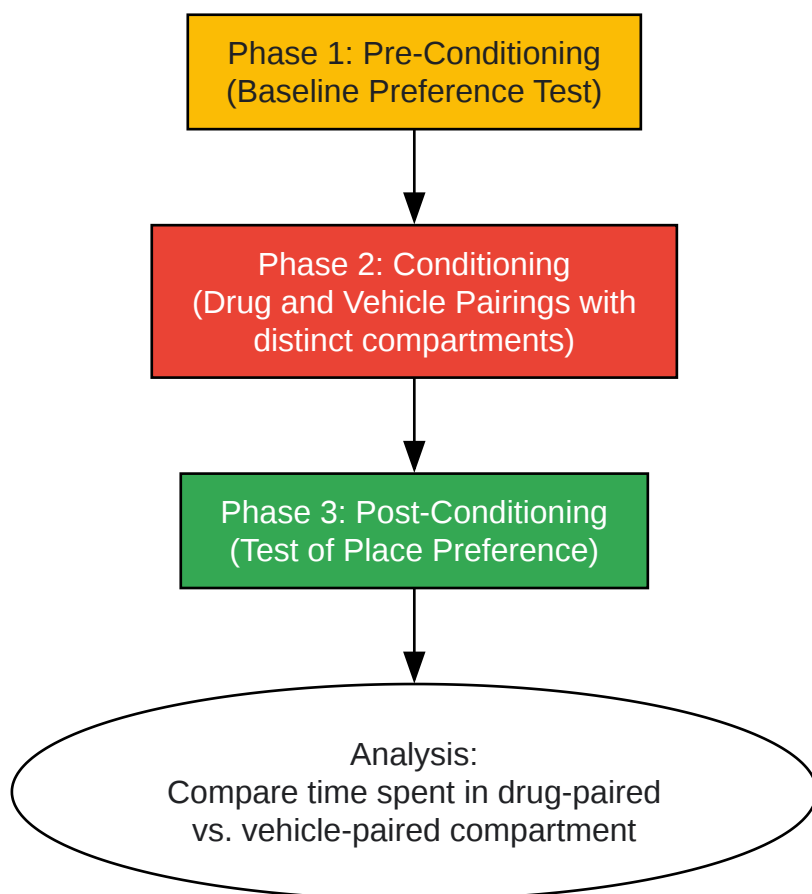 Phase 1: Pre-Conditioning
(Baseline Preference Test)
Phase 2: Conditioning
(Drug and Vehicle Pairings with
distinct compartments)
Phase 3: Post-Conditioning
(Test of Place Preference)
Analysis:
Compare time spent in drug-paired
vs. vehicle-paired compartment